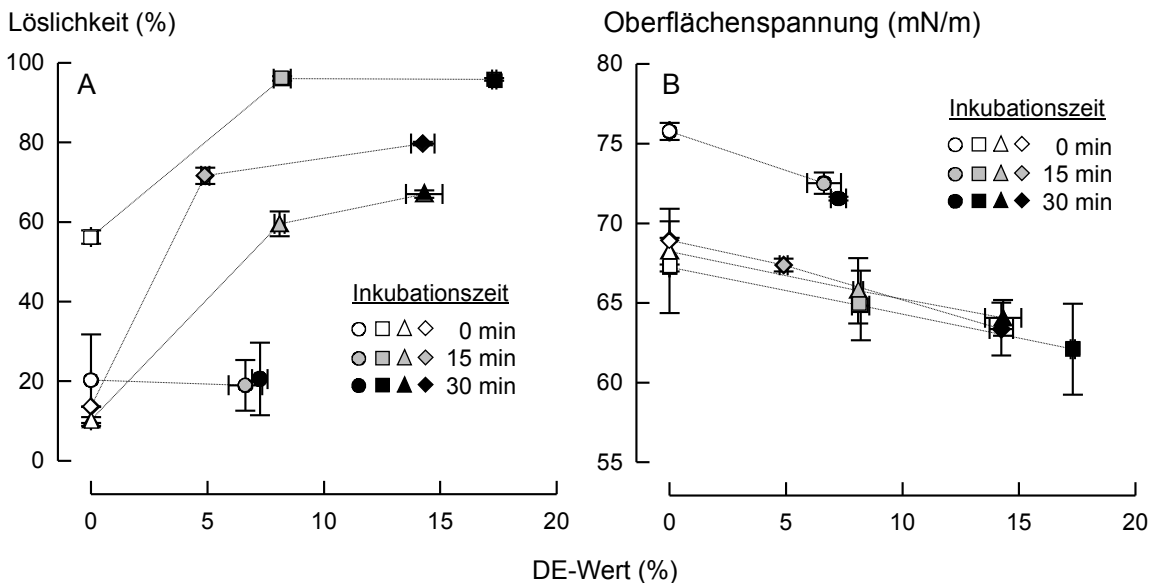 Löslichkeit (%)
100
80
60
40
20
0
A
Inkubationszeit
0 min
15 min
30 min
0 5 10 15 20
Oberflächenspannung (mN/m)
80
75
70
65
60
55
B
Inkubationszeit
0 min
15 min
30 min
0 5 10 15 20
DE-Wert (%)